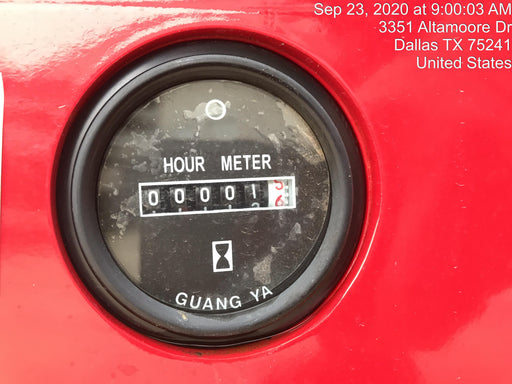 Sep 23, 2020 at 9:00:03 AM
3351 Altamoore Dr
Dallas TX 75241
United States
HOUR METER
00001
GUANG YA